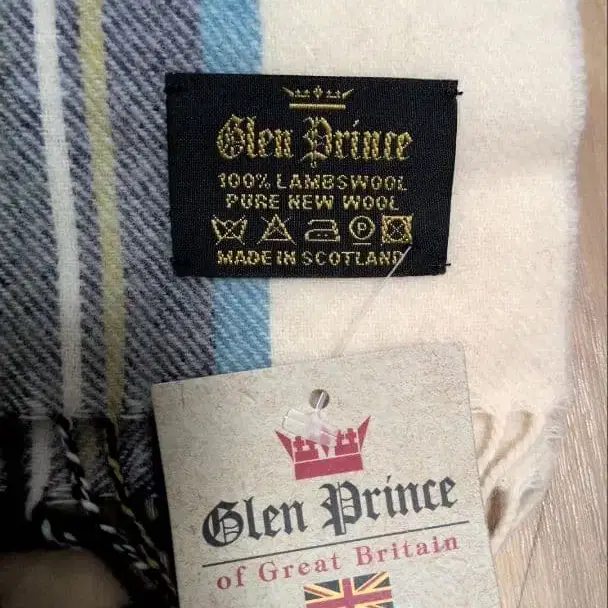 Glen Prince
100% LAMBSWOOL
PURE NEW WOOL
P
MADE IN SCOTLAND
Glen Prince
of Great Britain